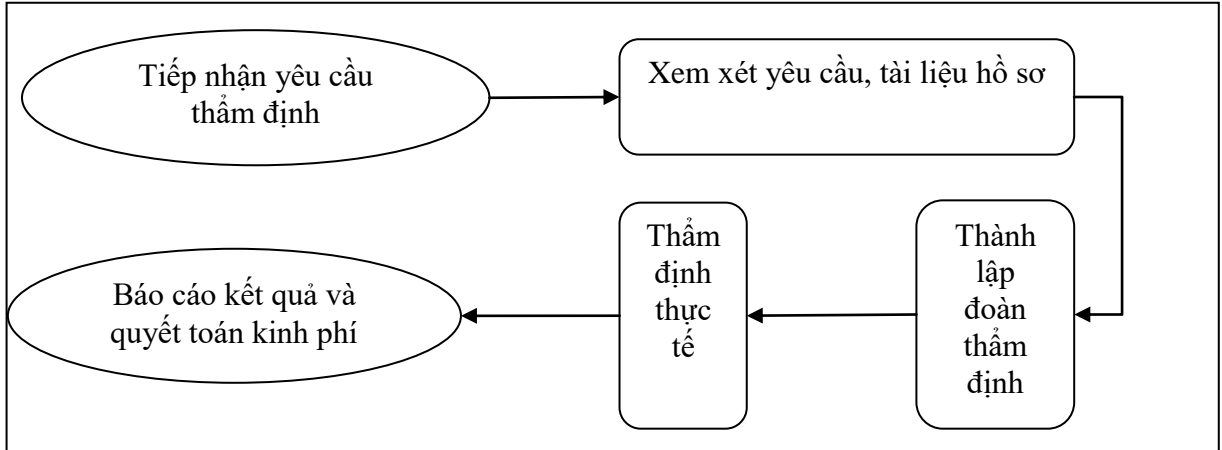 Tiếp nhận yêu cầu
thẩm định
Xem xét yêu cầu, tài liệu hồ sơ
Thành
lập
đoàn
thẩm
định
Thẩm
định
thực
tế
Báo cáo kết quả và
quyết toán kinh phí